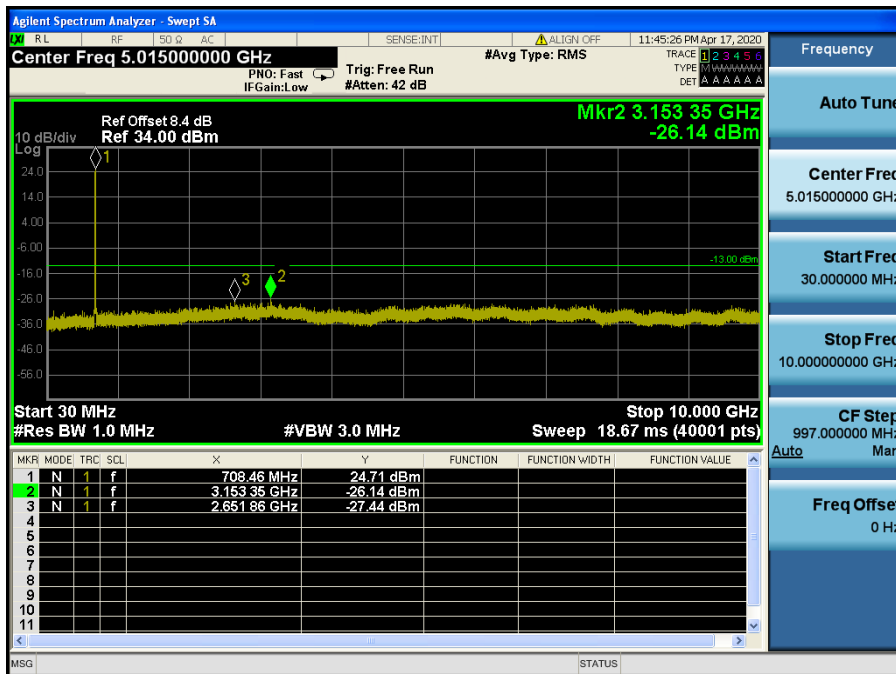 Agilent Spectrum Analyzer - Swept SA
LXI RL RF 50 Ω AC SENSE:INT ALIGN OFF 11:45:26 PM Apr 17, 2020
Center Freq 5.015000000 GHz
PNO: Fast
IFGain:Low
Trig: Free Run
#Atten: 42 dB
#Avg Type: RMS
TRACE 1 2 3 4 5 6
TYPE M
DET A A A A A A
Ref Offset 8.4 dB
Ref 34.00 dBm
10 dB/div
Log
Mkr2 3.153 35 GHz
-26.14 dBm
1
24.0
14.0
4.00
-6.00
-13.00 dBm
-16.0
3
2
-26.0
-36.0
-46.0
-56.0
Start 30 MHz
Stop 10.000 GHz
#Res BW 1.0 MHz
#VBW 3.0 MHz
Sweep 18.67 ms (40001 pts)
MKR MODE TRC SCL X Y FUNCTION FUNCTION WIDTH FUNCTION VALUE
1 N 1 f 708.46 MHz 24.71 dBm
2 N 1 f 3.153 35 GHz -26.14 dBm
3 N 1 f 2.651 86 GHz -27.44 dBm
4
5
6
7
8
9
10
11
MSG
STATUS
Frequency
Auto Tune
Center Freq
5.015000000 GHz
Start Freq
30.000000 MHz
Stop Freq
10.000000000 GHz
CF Step
997.000000 MHz
Auto Man
Freq Offset
0 Hz